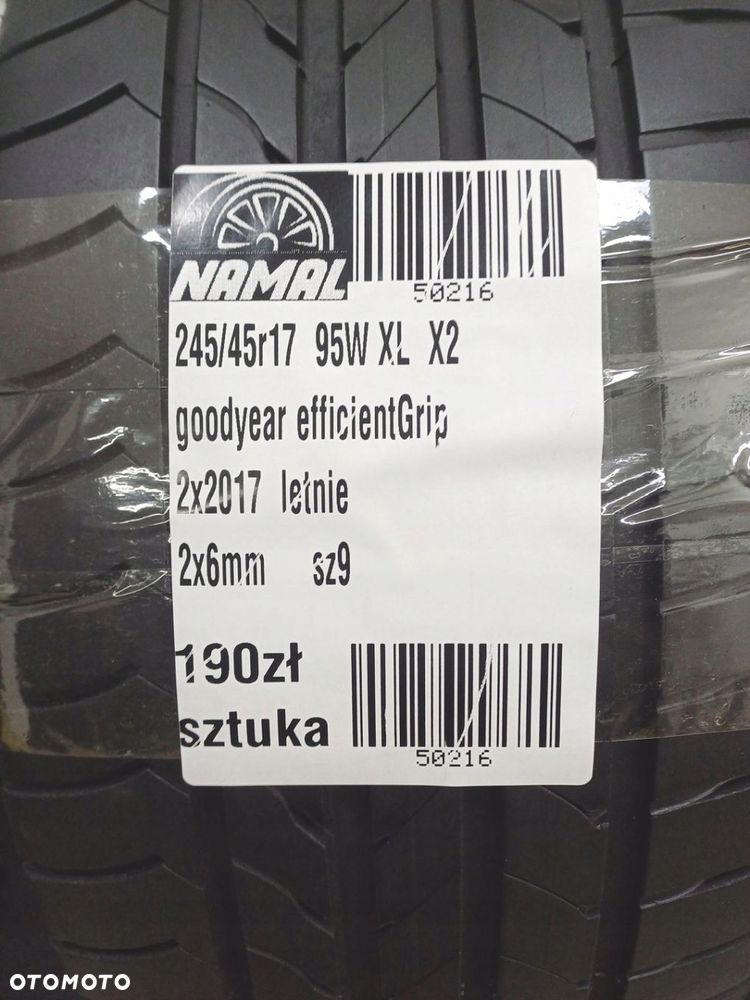 NAMAL
50216
245/45r17 95W XL X2
goodyear efficientGrip
2x2017 letnie
2x6mm sz9
190zł
sztuka
50216
OTOMOTO